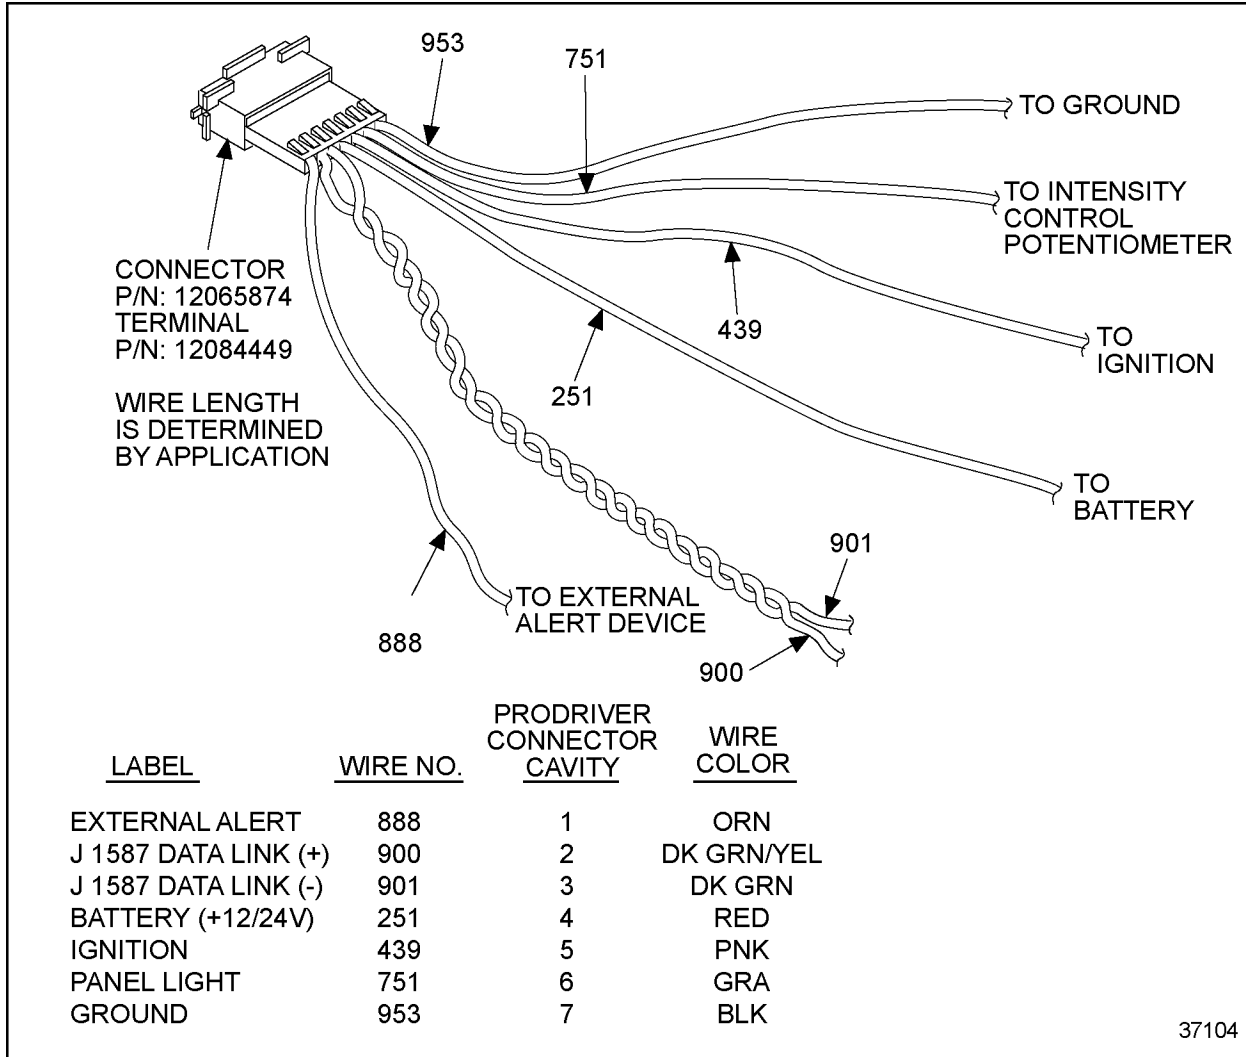 953
751
TO GROUND
TO INTENSITY
CONTROL
POTENTIOMETER
CONNECTOR
P/N: 12065874
TERMINAL
P/N: 12084449
439
TO
IGNITION
251
WIRE LENGTH
IS DETERMINED
BY APPLICATION
TO
BATTERY
901
TO EXTERNAL
ALERT DEVICE
888
900
LABEL
WIRE NO.
PRODRIVER
CONNECTOR
CAVITY
WIRE
COLOR
EXTERNAL ALERT 888 1 ORN
J 1587 DATA LINK (+) 900 2 DK GRN/YEL
J 1587 DATA LINK (-) 901 3 DK GRN
BATTERY (+12/24V) 251 4 RED
IGNITION 439 5 PNK
PANEL LIGHT 751 6 GRA
GROUND 953 7 BLK
37104